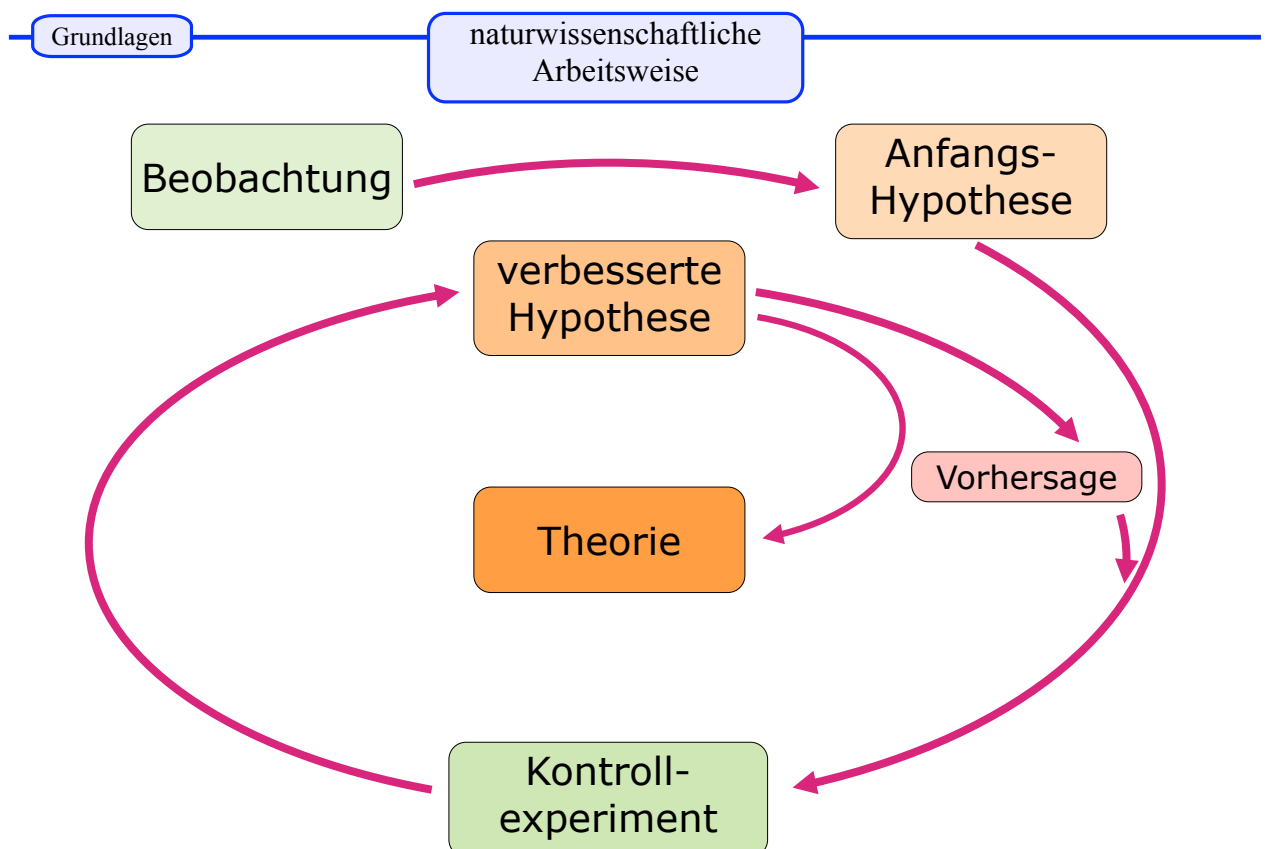 Grundlagen
naturwissenschaftliche
Arbeitsweise
Beobachtung
Anfangs-
Hypothese
verbesserte
Hypothese
Vorhersage
Theorie
Kontroll-
experiment